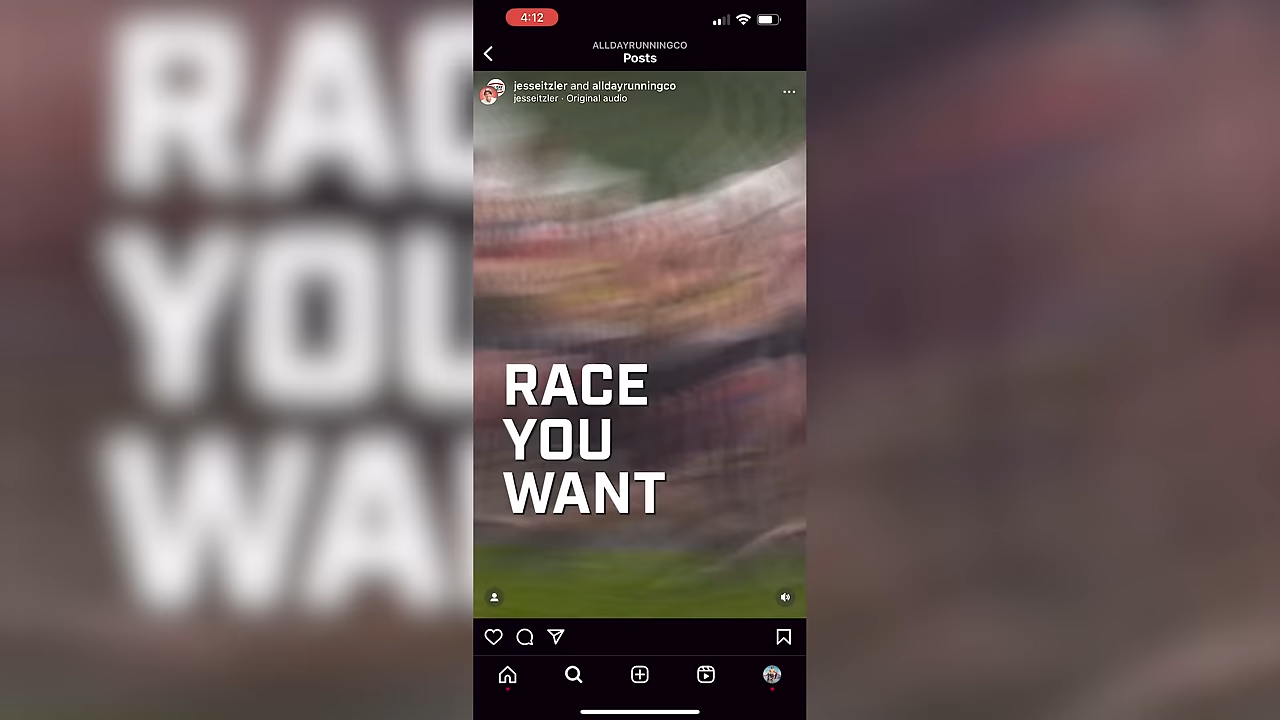 4:12
ALLDAYRUNNINGCO
Posts
jesseitzler and alldayrunningco
jesseitzler · Original audio
RACE
YOU
WANT